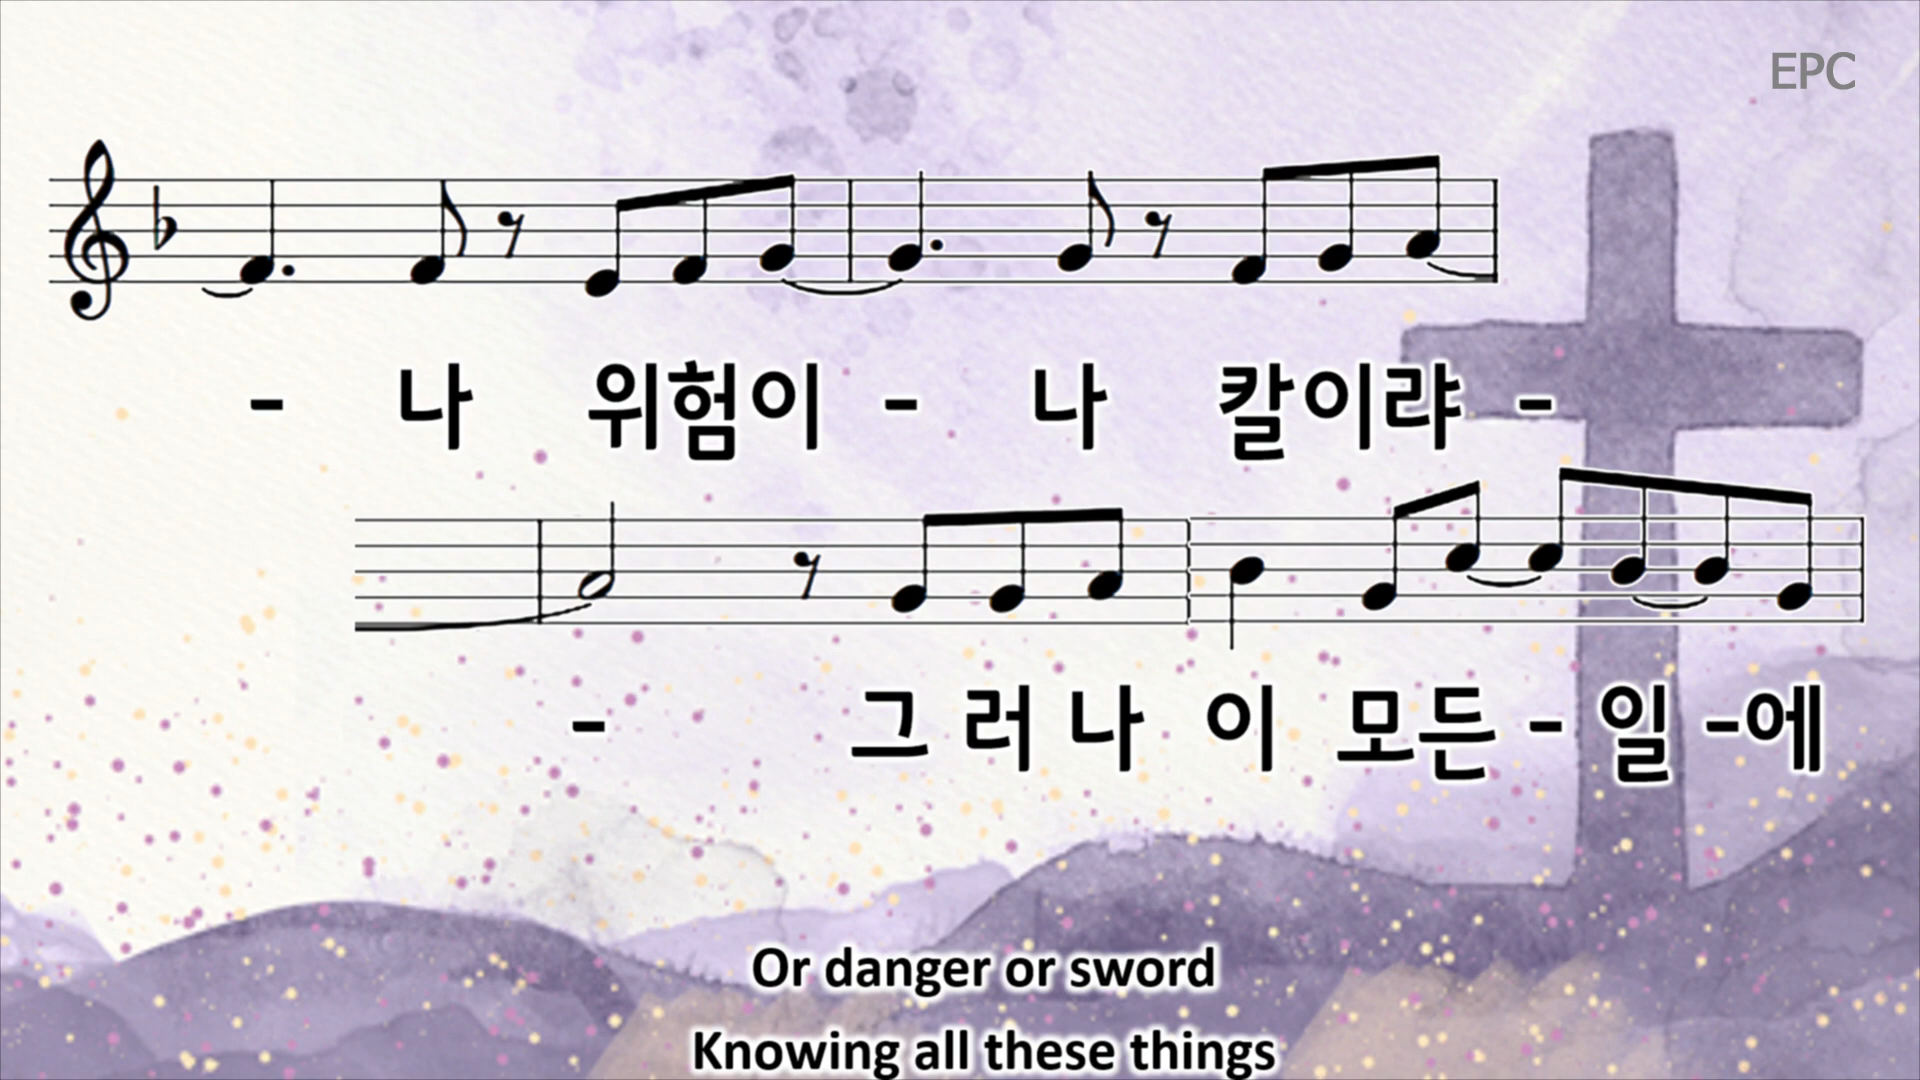 EPC
- 나 위험이 - 나 칼이랴 -
- 그 러 나 이 모든 - 일 -에
Or danger or sword
Knowing all these things